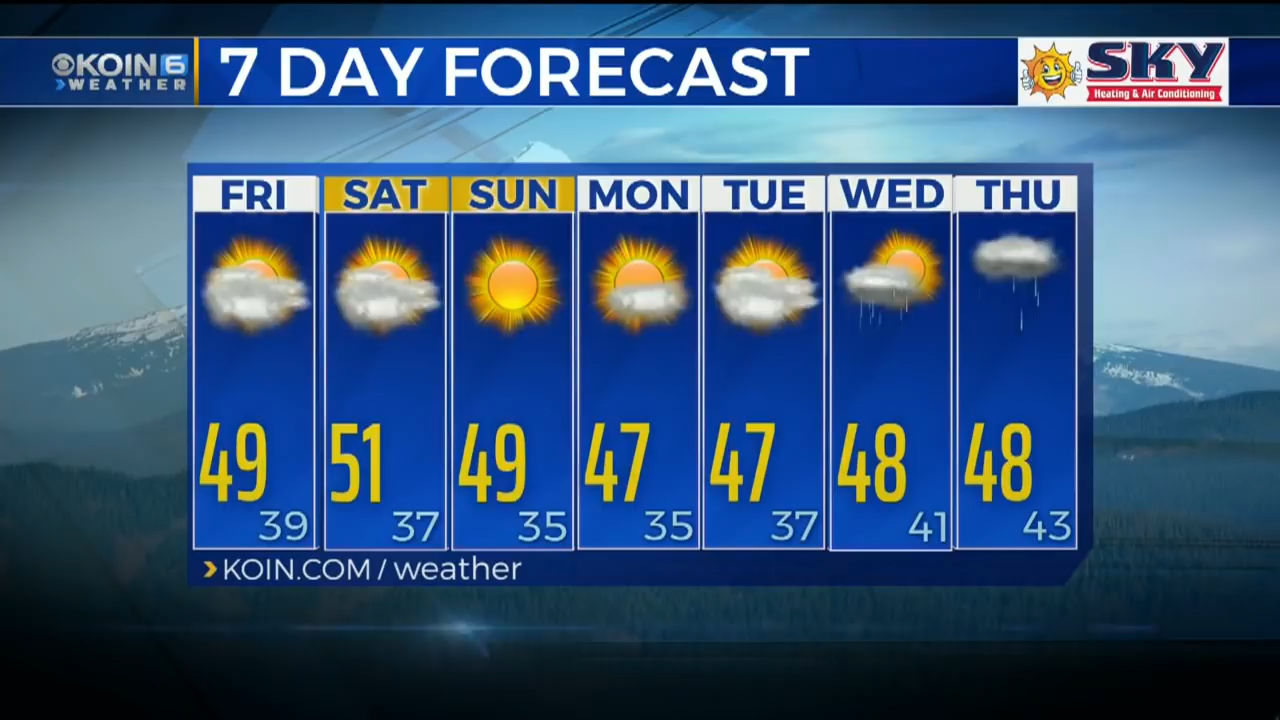 KOIN 6
WEATHER
7 DAY FORECAST
SKY
Heating & Air Conditioning
FRI SAT SUN MON TUE WED THU
49 51 49 47 47 48 48
39 37 35 35 37 41 43
KOIN.COM / weather